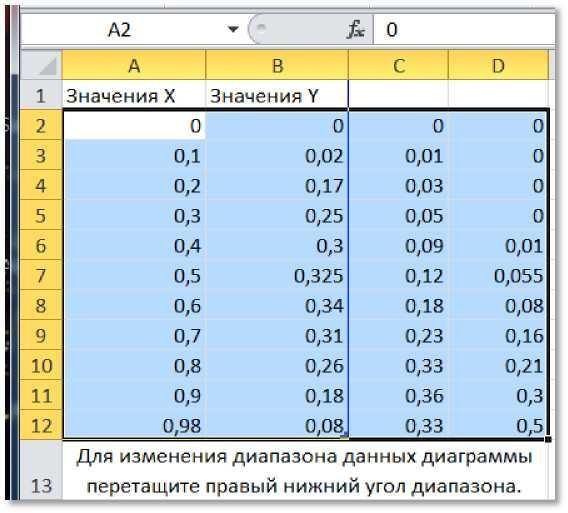 A2 fx 0
A B C D
1 Значения X Значения Y
2 0 0 0 0
3 0,1 0,02 0,01 0
4 0,2 0,17 0,03 0
5 0,3 0,25 0,05 0
6 0,4 0,3 0,09 0,01
7 0,5 0,325 0,12 0,055
8 0,6 0,34 0,18 0,08
9 0,7 0,31 0,23 0,16
10 0,8 0,26 0,33 0,21
11 0,9 0,18 0,36 0,3
12 0,98 0,08 0,33 0,5
Для изменения диапазона данных диаграммы
13 перетащите правый нижний угол диапазона.